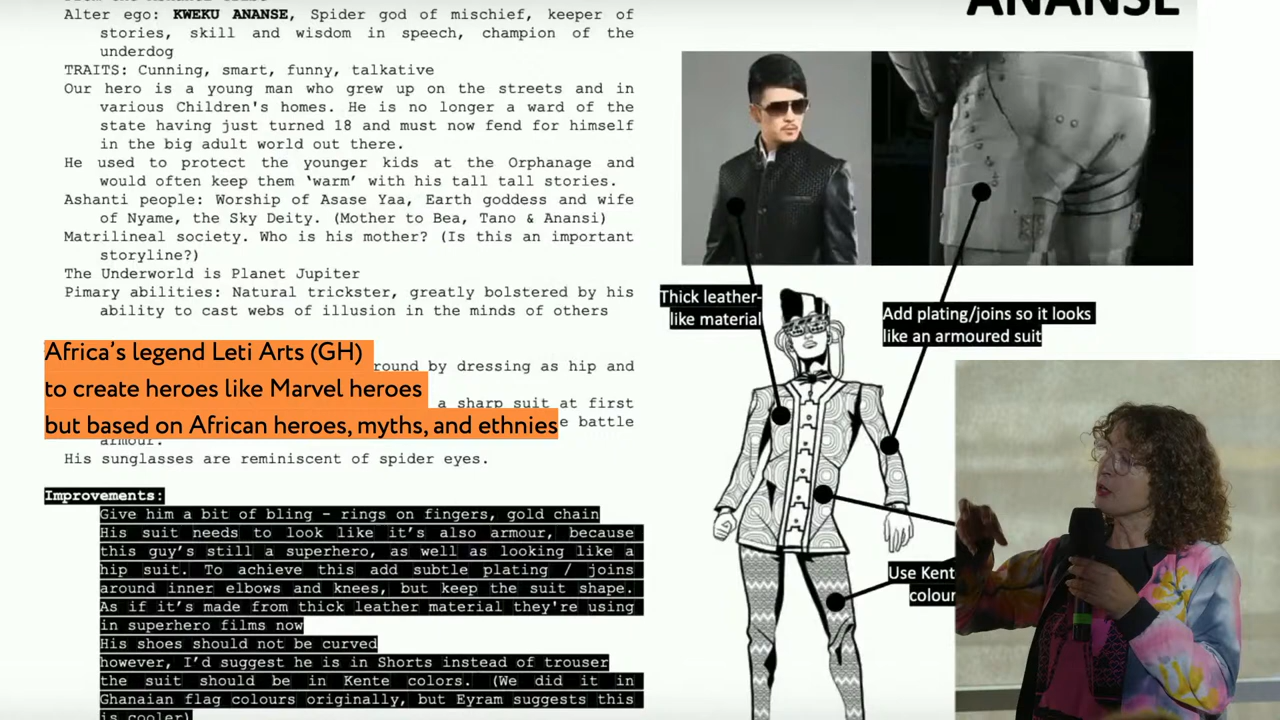 ANANSE
Alter ego: KWEKU ANANSE, Spider god of mischief, keeper of
stories, skill and wisdom in speech, champion of the
underdog
TRAITS: Cunning, smart, funny, talkative
Our hero is a young man who grew up on the streets and in
various Children's homes. He is no longer a ward of the
state having just turned 18 and must now fend for himself
in the big adult world out there.
He used to protect the younger kids at the Orphanage and
would often keep them 'warm' with his tall tall stories.
Ashanti people: Worship of Asase Yaa, Earth goddess and wife
of Nyame, the Sky Deity. (Mother to Bea, Tano & Anansi)
Matrilineal society. Who is his mother? (Is this an important
storyline?)
The Underworld is Planet Jupiter
Pimary abilities: Natural trickster, greatly bolstered by his
ability to cast webs of illusion in the minds of others
Africa's legend Leti Arts (GH)
round by dressing as hip and
to create heroes like Marvel heroes
a sharp suit at first
but based on African heroes, myths, and ethnies
e battle
armour.
His sunglasses are reminiscent of spider eyes.
Improvements:
Give him a bit of bling - rings on fingers, gold chain
His suit needs to look like it's also armour, because
this guy's still a superhero, as well as looking like a
hip suit. To achieve this add subtle plating / joins
around inner elbows and knees, but keep the suit shape.
As if it's made from thick leather material they're using
in superhero films now
His shoes should not be curved
however, I'd suggest he is in Shorts instead of trouser
the suit should be in Kente colors. (We did it in
Ghanaian flag colours originally, but Eyram suggests this
is cooler)
Thick leather-
like material
Add plating/joins so it looks
like an armoured suit
Use Kent
colour